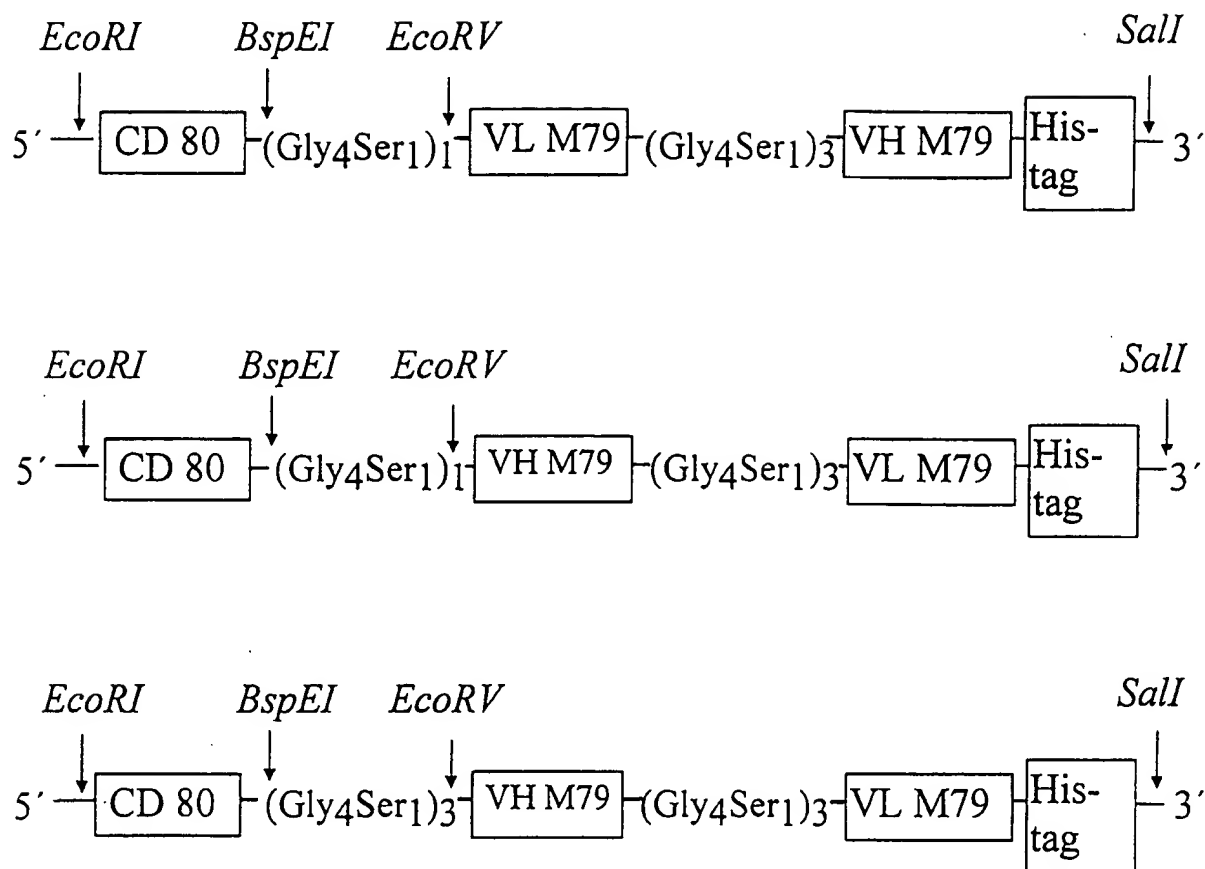 EcoRI BspEI EcoRV SalI
5´ CD 80 (Gly4Ser1)1 VL M79 (Gly4Ser1)3 VH M79 His-tag 3´
EcoRI BspEI EcoRV SalI
5´ CD 80 (Gly4Ser1)1 VH M79 (Gly4Ser1)3 VL M79 His-tag 3´
EcoRI BspEI EcoRV SalI
5´ CD 80 (Gly4Ser1)3 VH M79 (Gly4Ser1)3 VL M79 His-tag 3´